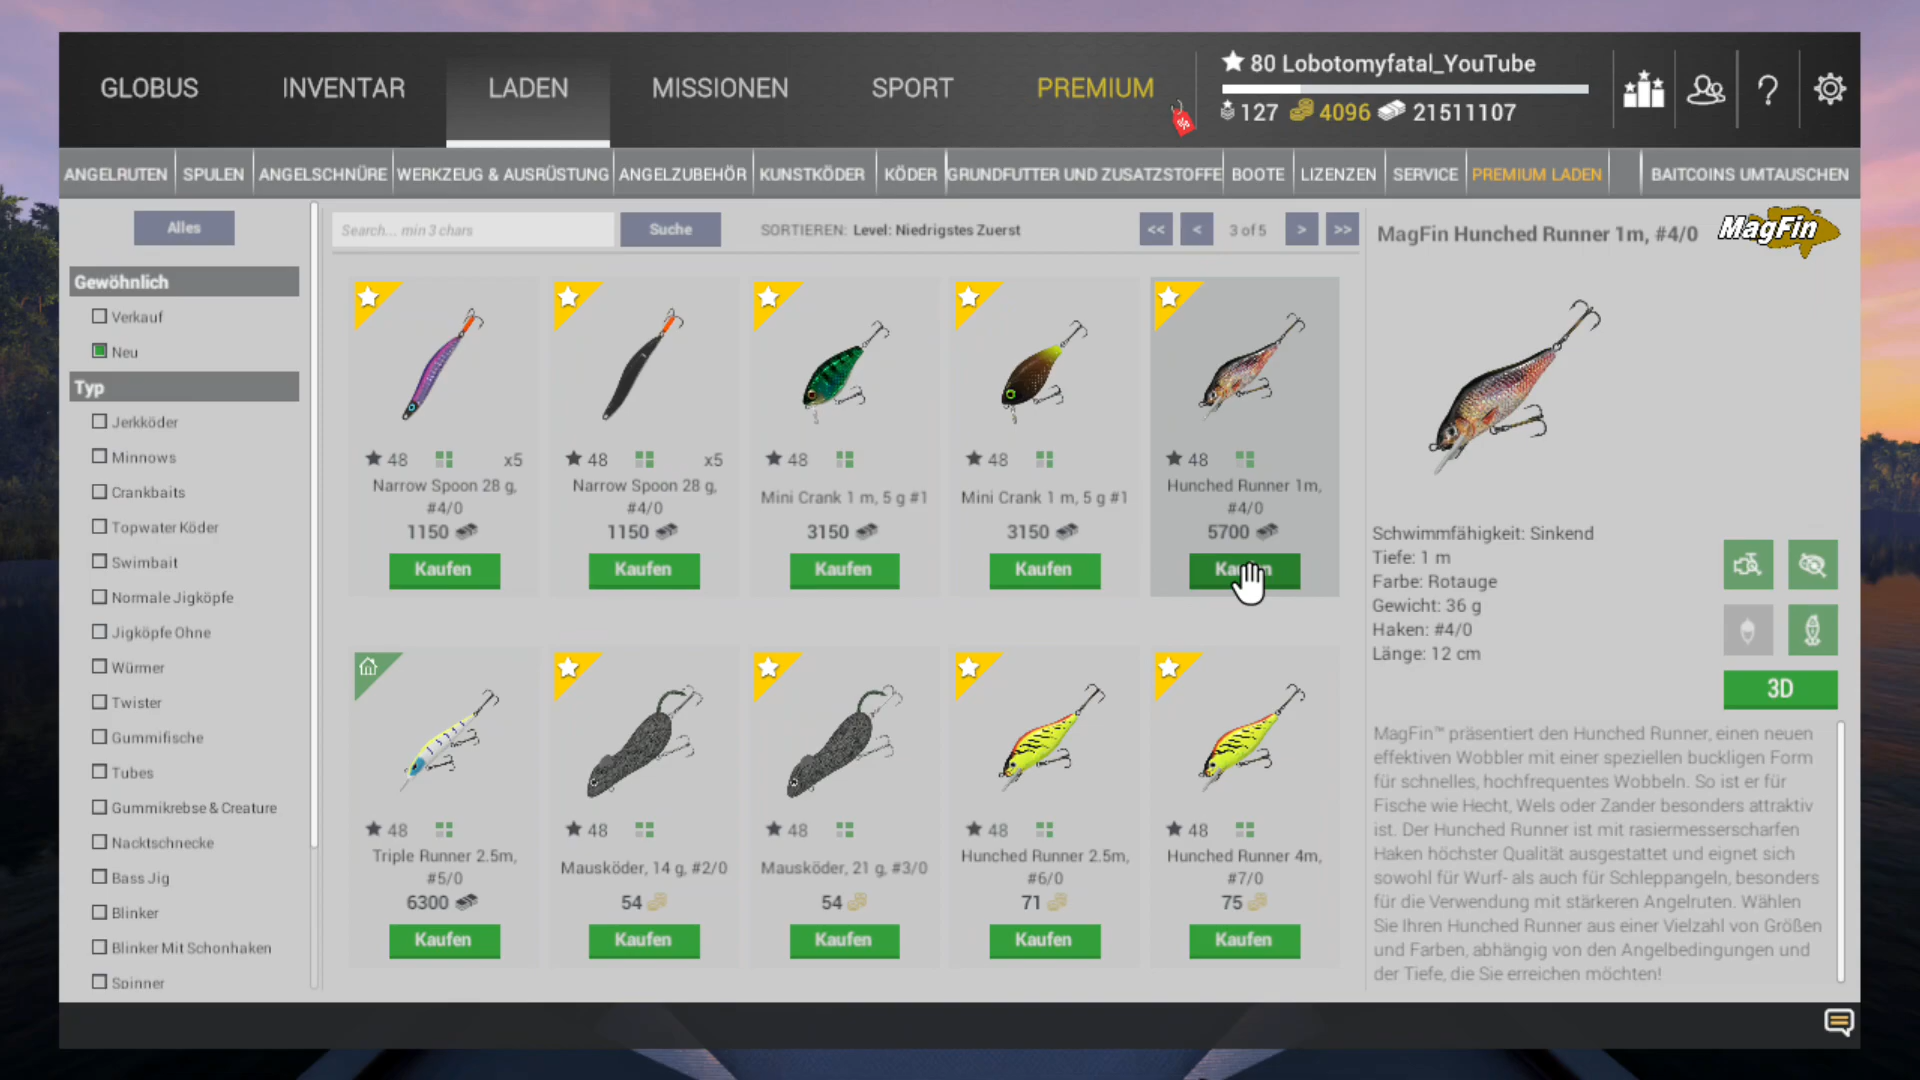 GLOBUS
INVENTAR
LADEN
MISSIONEN
SPORT
PREMIUM
80 Lobotomyfatal_YouTube
127 4096 21511107
ANGELRUTEN
SPULEN
ANGELSCHNÜRE
WERKZEUG & AUSRÜSTUNG
ANGELZUBEHÖR
KUNSTKÖDER
KÖDER
GRUNDFUTTER UND ZUSATZSTOFFE
BOOTE
LIZENZEN
SERVICE
PREMIUM LADEN
BAITCOINS UMTAUSCHEN
Alles
Gewöhnlich
Verkauf
Neu
Typ
Jerkköder
Minnows
Crankbaits
Topwater Köder
Swimbait
Normale Jigköpfe
Jigköpfe Ohne
Würmer
Twister
Gummifische
Tubes
Gummikrebse & Creature
Nacktschnecke
Bass Jig
Blinker
Blinker Mit Schonhaken
Spinner
Search... min 3 chars
Suche
SORTIEREN: Level: Niedrigstes Zuerst
<< < 3 of 5 > >>
48 x5
Narrow Spoon 28 g,
#4/0
1150
Kaufen
48 x5
Narrow Spoon 28 g,
#4/0
1150
Kaufen
48
Mini Crank 1 m, 5 g #1
3150
Kaufen
48
Mini Crank 1 m, 5 g #1
3150
Kaufen
48
Hunched Runner 1m,
#4/0
5700
Kaufen
48
Triple Runner 2.5m,
#5/0
6300
Kaufen
48
Mausköder, 14 g, #2/0
54
Kaufen
48
Mausköder, 21 g, #3/0
54
Kaufen
48
Hunched Runner 2.5m,
#6/0
71
Kaufen
48
Hunched Runner 4m,
#7/0
75
Kaufen
MagFin Hunched Runner 1m, #4/0
MagFin
Schwimmfähigkeit: Sinkend
Tiefe: 1 m
Farbe: Rotauge
Gewicht: 36 g
Haken: #4/0
Länge: 12 cm
3D
MagFin™ präsentiert den Hunched Runner, einen neuen
effektiven Wobbler mit einer speziellen buckligen Form
für schnelles, hochfrequentes Wobbeln. So ist er für
Fische wie Hecht, Wels oder Zander besonders attraktiv
ist. Der Hunched Runner ist mit rasiermesserscharfen
Haken höchster Qualität ausgestattet und eignet sich
sowohl für Wurf- als auch für Schleppangeln, besonders
für die Verwendung mit stärkeren Angelruten. Wählen
Sie Ihren Hunched Runner aus einer Vielzahl von Größen
und Farben, abhängig von den Angelbedingungen und
der Tiefe, die Sie erreichen möchten!